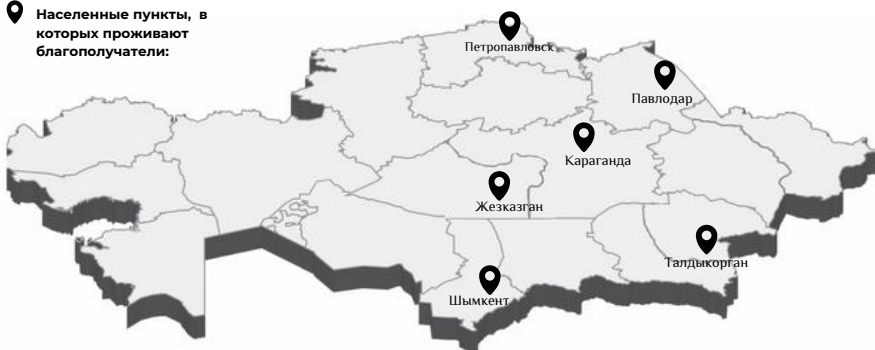 Населенные пункты, в
которых проживают
благополучатели:
Петропавловск
Павлодар
Караганда
Жезказган
Талдыкорган
Шымкент